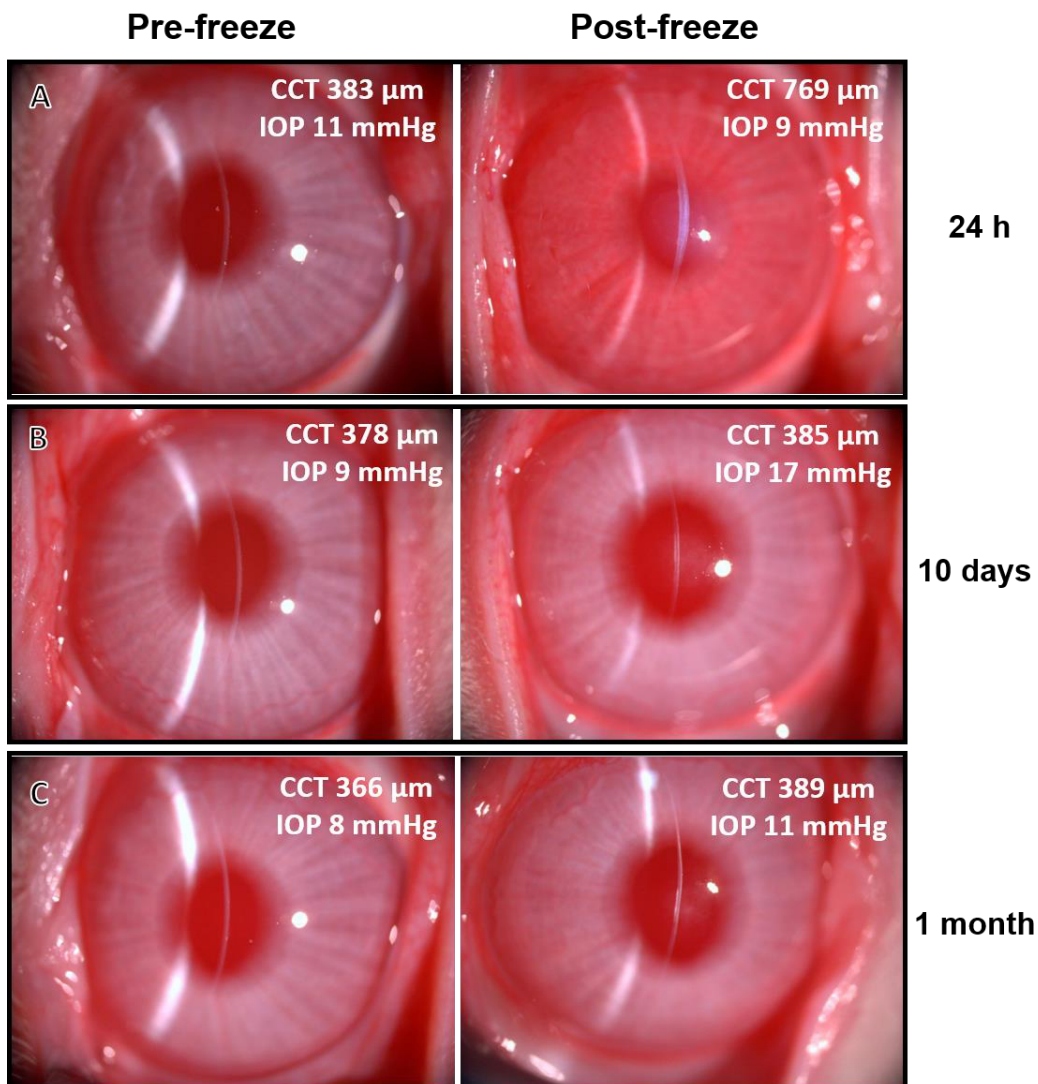 Pre-freeze
Post-freeze
A
CCT 383 μm
IOP 11 mmHg
CCT 769 μm
IOP 9 mmHg
24 h
B
CCT 378 μm
IOP 9 mmHg
CCT 385 μm
IOP 17 mmHg
10 days
C
CCT 366 μm
IOP 8 mmHg
CCT 389 μm
IOP 11 mmHg
1 month